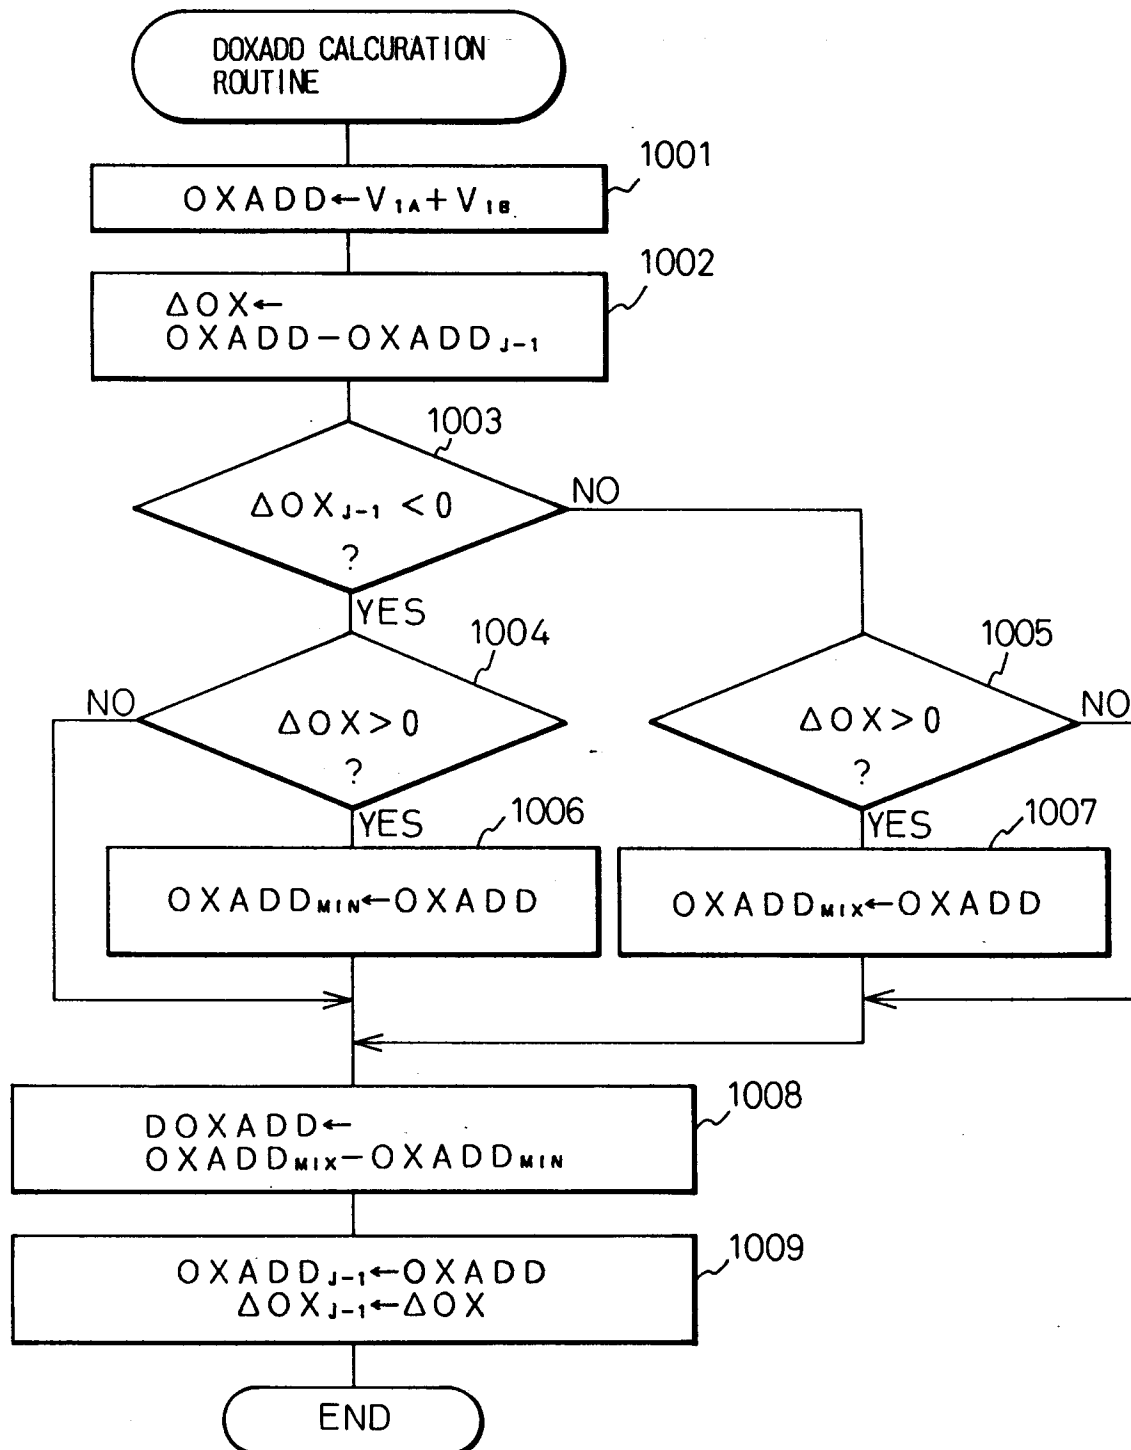 DOXADD CALCURATION
ROUTINE
1001
OXADD←V1A+V1B
1002
ΔOX←
OXADD-OXADDJ-1
1003
ΔOXJ-1 <0
?
NO
YES
1004
ΔOX>0
?
NO
YES
1005
ΔOX>0
?
NO
YES
1006
OXADDMIN←OXADD
1007
OXADDMIX←OXADD
1008
DOXADD←
OXADDMIX-OXADDMIN
1009
OXADDJ-1←OXADD
ΔOXJ-1←ΔOX
END